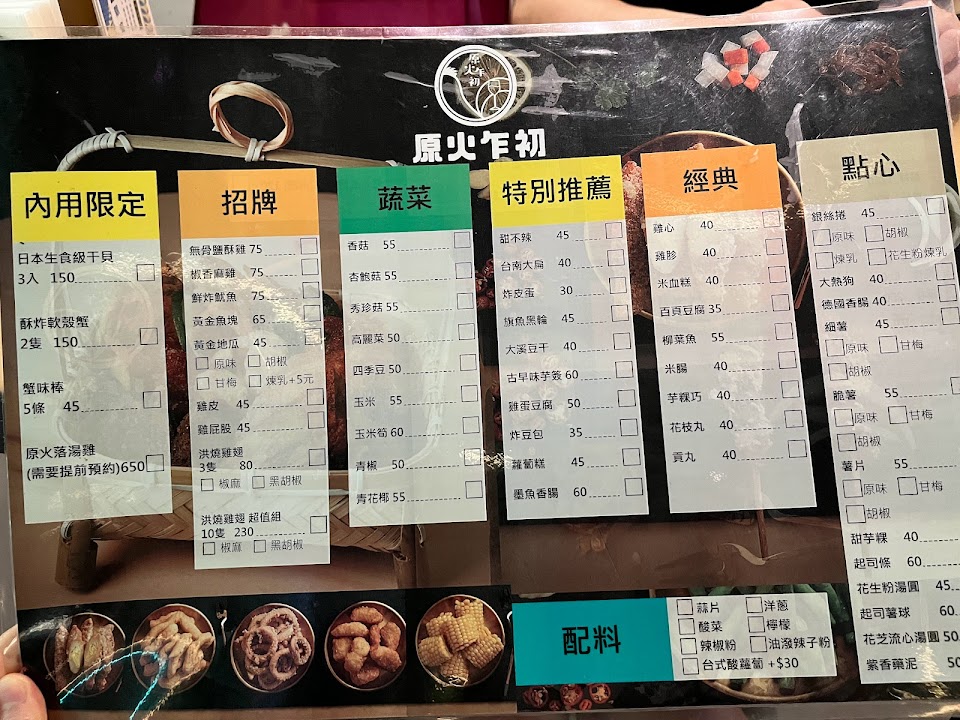 原火乍初
原火乍初
內用限定
日本生食級干貝
3入 150
酥炸軟殼蟹
2隻 150
蟹味棒
5條 45
原火落湯雞
(需要提前預約)650
招牌
無骨鹽酥雞 75
椒香麻雞 75
鮮炸魷魚 75
黃金魚塊 65
黃金地瓜 45
原味 胡椒
甘梅 煉乳+5元
雞皮 45
雞屁股 45
洪燒雞翅
3隻 80
椒麻 黑胡椒
洪燒雞翅 超值組
10隻 230
椒麻 黑胡椒
蔬菜
香菇 55
杏鮑菇 55
秀珍菇 55
高麗菜 50
四季豆 50
玉米 55
玉米筍 60
青椒 50
青花椰 55
特別推薦
甜不辣 45
台南大扁 40
炸皮蛋 30
旗魚黑輪 45
大溪豆干 40
古早味芋簽 60
雞蛋豆腐 50
炸豆包 35
蘿蔔糕 45
墨魚香腸 60
經典
雞心 40
雞胗 40
米血糕 40
百頁豆腐 35
柳葉魚 55
米腸 40
芋粿巧 40
花枝丸 40
貢丸 40
點心
銀絲捲 45
原味 胡椒
煉乳 花生粉煉乳
大熱狗 40
德國香腸 40
細薯 45
原味 甘梅
胡椒
脆薯 55
原味 甘梅
胡椒
薯片 55
原味 甘梅
胡椒
甜芋粿 40
起司條 60
花生粉湯圓 45
起司薯球 60
花芝流心湯圓 50
紫香藥泥 50
配料
蒜片 洋蔥
酸菜 檸檬
辣椒粉 油潑辣子粉
台式酸蘿蔔 +$30